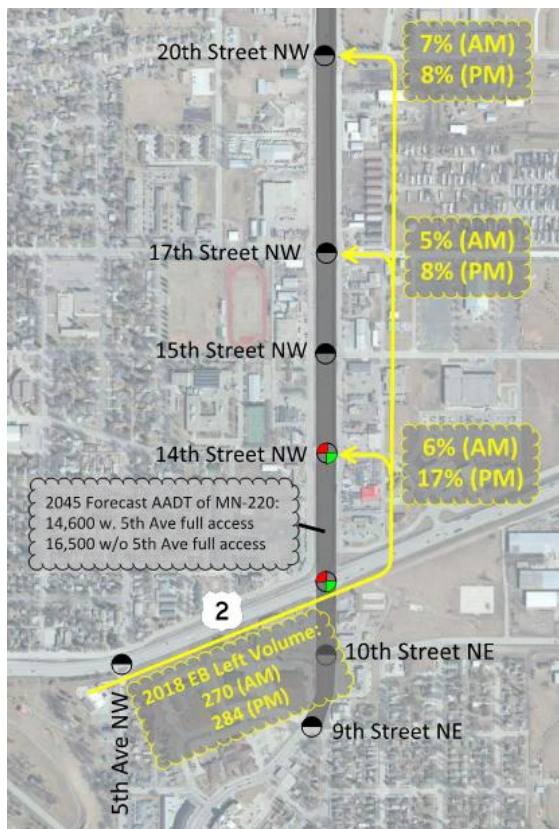 20th Street NW
7% (AM)
8% (PM)
17th Street NW
5% (AM)
8% (PM)
15th Street NW
14th Street NW
6% (AM)
17% (PM)
2045 Forecast AADT of MN-220:
14,600 w. 5th Ave full access
16,500 w/o 5th Ave full access
2
2018 EB Left Volume:
270 (AM)
284 (PM)
10th Street NE
5th Ave NW
9th Street NE